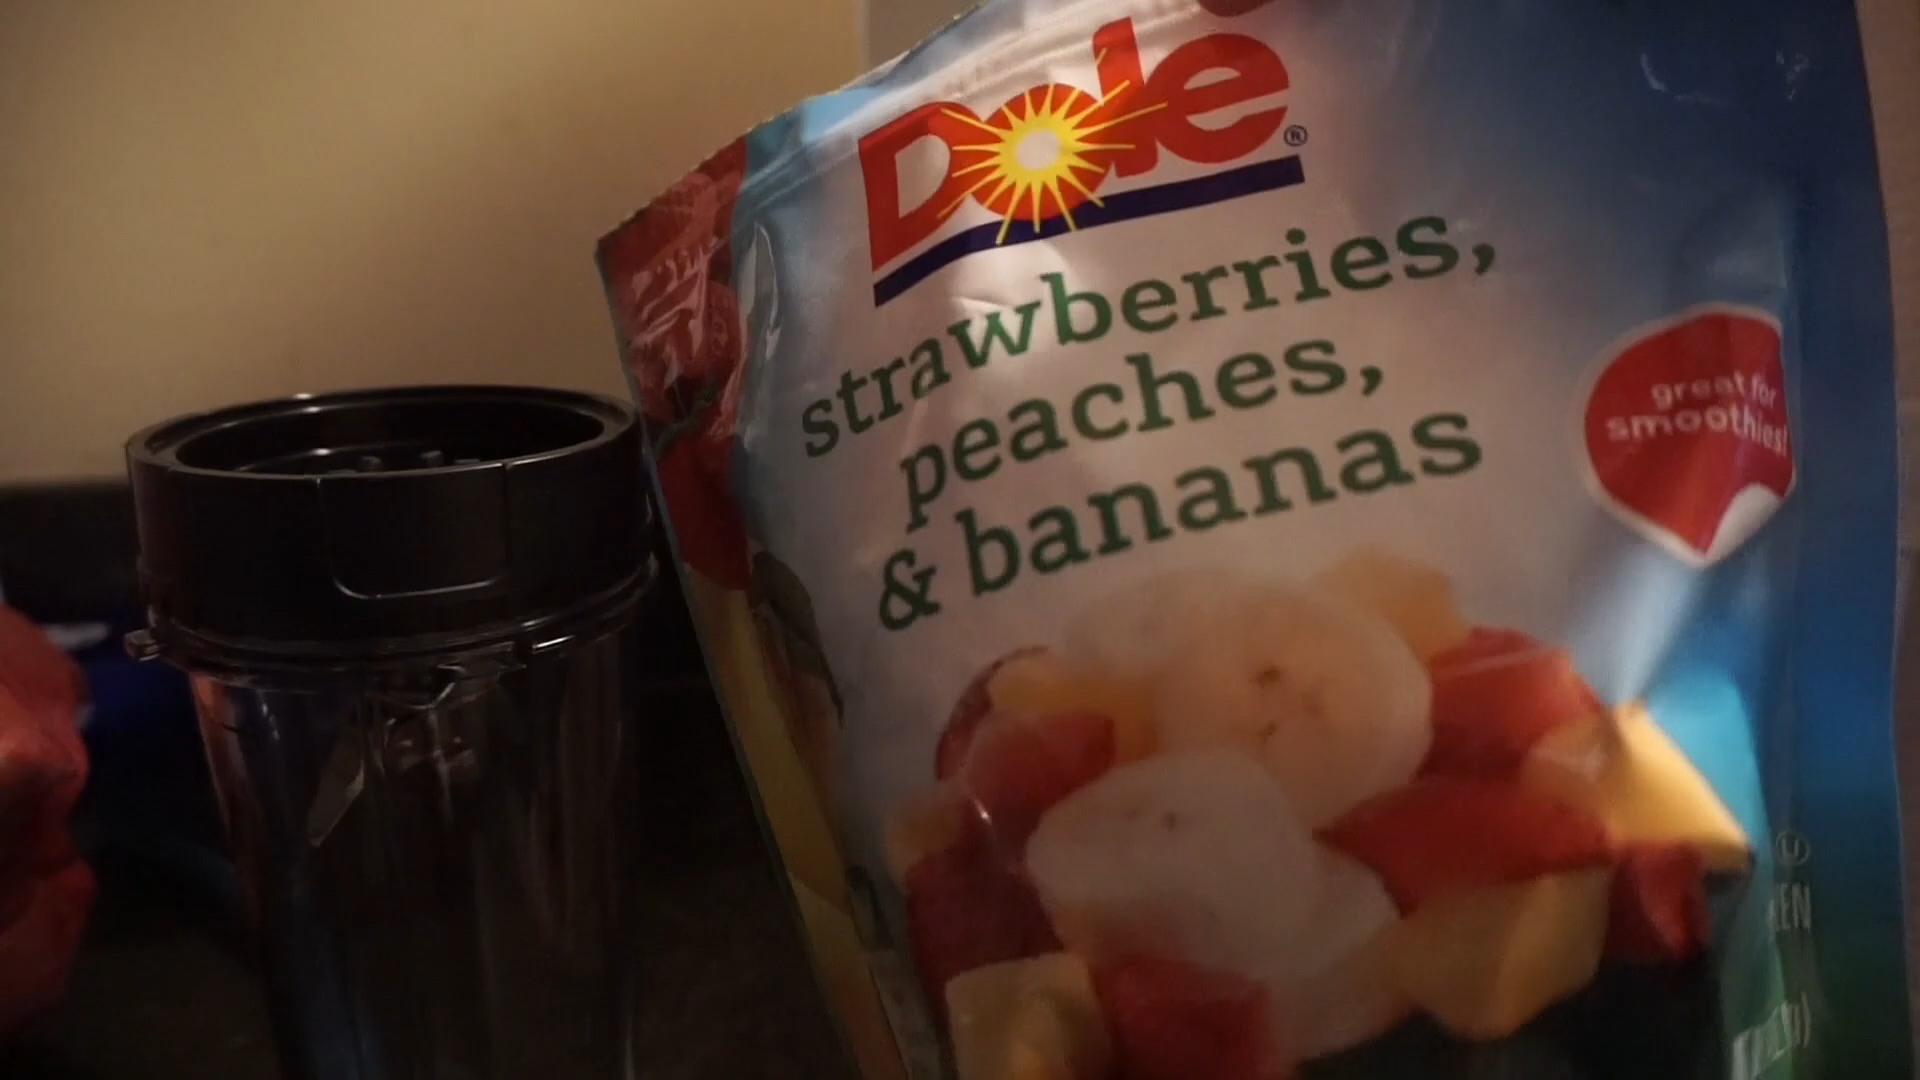 Dole®
strawberries,
peaches,
& bananas
great for
smoothies!